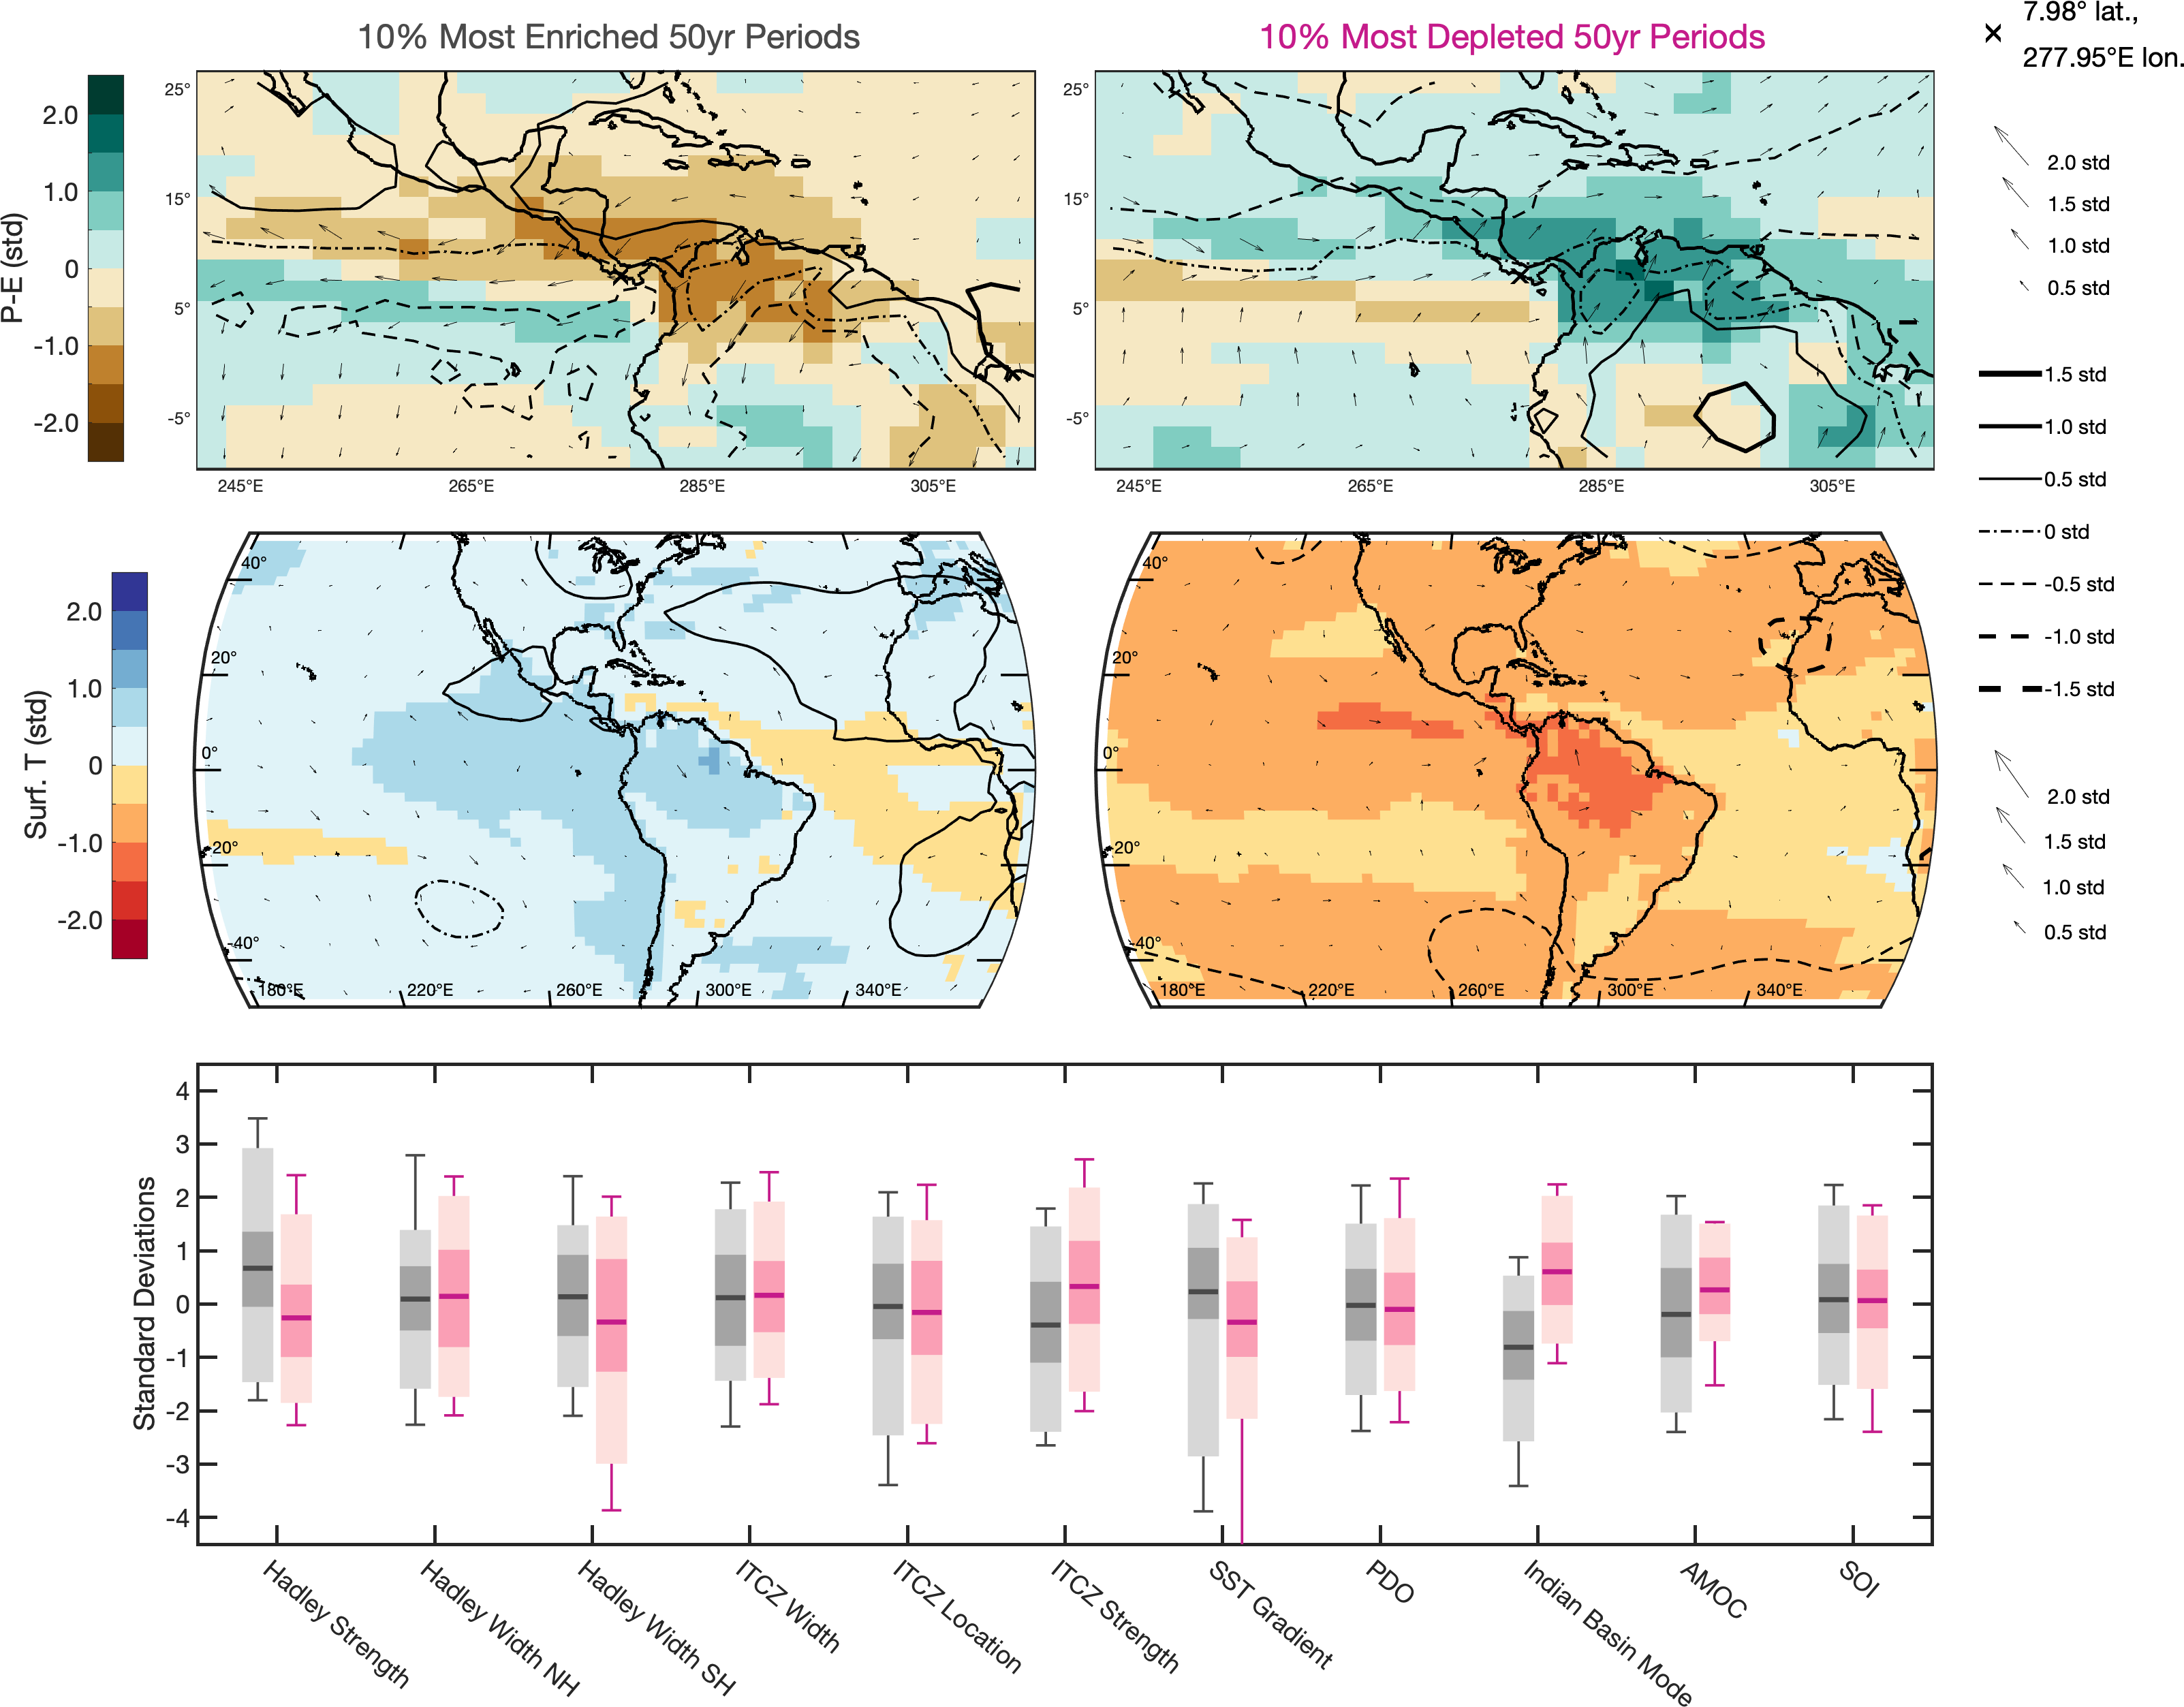 10% Most Enriched 50yr Periods
10% Most Depleted 50yr Periods
7.98° lat.,
277.95°E lon.
P-E (std)
2.0
1.0
0
-1.0
-2.0
25°
15°
5°
-5°
245°E 265°E 285°E 305°E
25°
15°
5°
-5°
245°E 265°E 285°E 305°E
2.0 std
1.5 std
1.0 std
0.5 std
1.5 std
1.0 std
0.5 std
0 std
-0.5 std
-1.0 std
-1.5 std
Surf. T (std)
2.0
1.0
0
-1.0
-2.0
40°
20°
0°
-20°
-40°
180°E 220°E 260°E 300°E 340°E
40°
20°
0°
-20°
-40°
180°E 220°E 260°E 300°E 340°E
2.0 std
1.5 std
1.0 std
0.5 std
Standard Deviations
4
3
2
1
0
-1
-2
-3
-4
Hadley Strength
Hadley Width NH
Hadley Width SH
ITCZ Width
ITCZ Location
ITCZ Strength
SST Gradient
PDO
Indian Basin Mode
AMOC
SOI